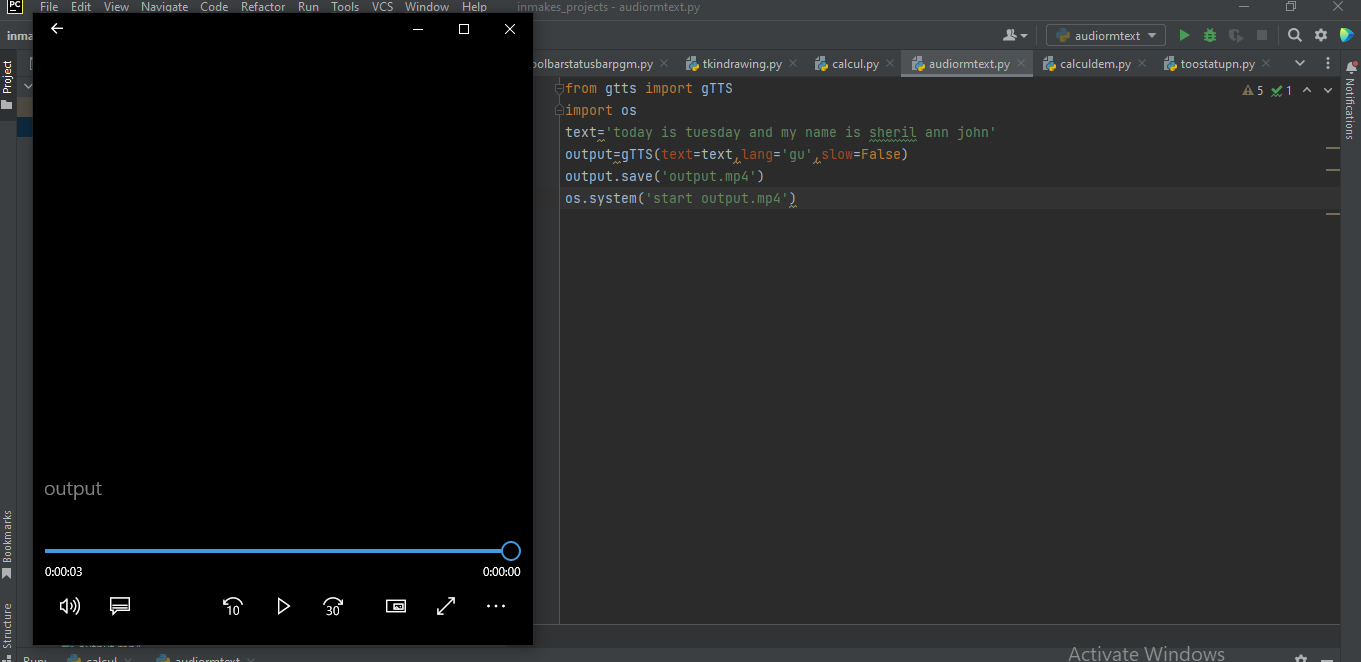 PC File Edit View Navigate Code Refactor Run Tools VCS Window Help inmakes_projects - audiormtext.py
inma
audiormtext
oolbarstatusbarpgm.py tkindrawing.py calcul.py audiormtext.py calculdem.py toostatupn.py
Project
Notifications
from gtts import gTTS
5 1
import os
text='today is tuesday and my name is sheril ann john'
output=gTTS(text=text,lang='gu',slow=False)
output.save('output.mp4')
os.system('start output.mp4')
output
0:00:03 0:00:00
10 30
Bookmarks
Structure
Run: calcul audiormtext
Activate Windows